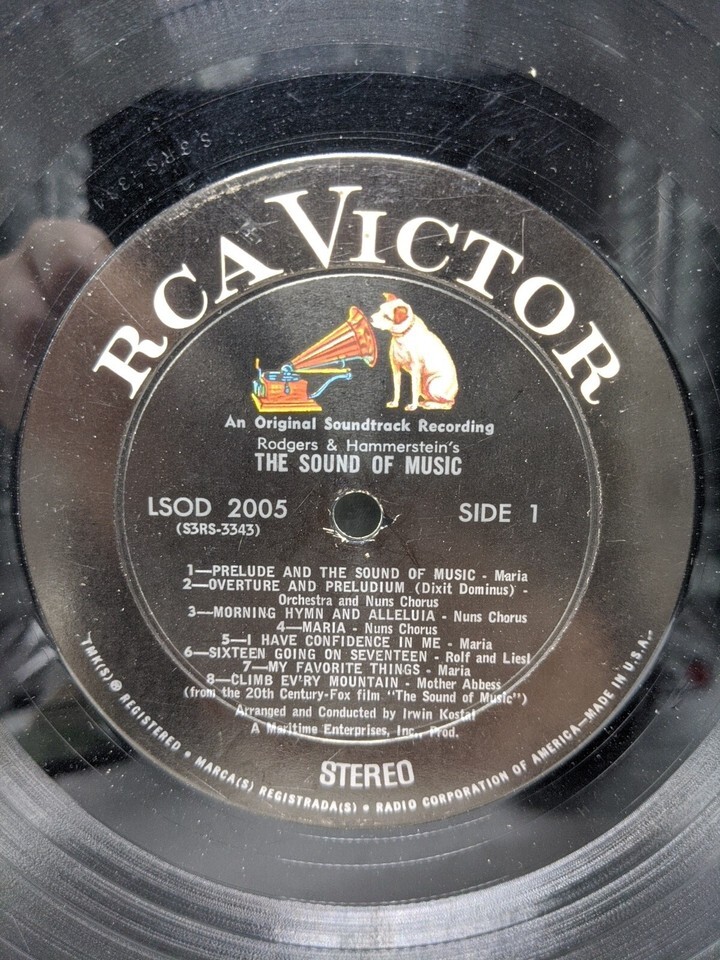 RCA VICTOR
An Original Soundtrack Recording
Rodgers & Hammerstein's
THE SOUND OF MUSIC
LSOD 2005
(S3RS-3343)
SIDE 1
1—PRELUDE AND THE SOUND OF MUSIC - Maria
2—OVERTURE AND PRELUDIUM (Dixit Dominus) -
Orchestra and Nuns Chorus
3—MORNING HYMN AND ALLELUIA - Nuns Chorus
4—MARIA - Nuns Chorus
5—I HAVE CONFIDENCE IN ME - Maria
6—SIXTEEN GOING ON SEVENTEEN - Rolf and Liesl
7—MY FAVORITE THINGS - Maria
8—CLIMB EV'RY MOUNTAIN - Mother Abbess
(from the 20th Century-Fox film "The Sound of Music")
Arranged and Conducted by Irwin Kostal
A Maritime Enterprises, Inc., Prod.
STEREO
TMK(S) ® REGISTERED • MARCA(S) REGISTRADA(S) • RADIO CORPORATION OF AMERICA—MADE IN U.S.A.